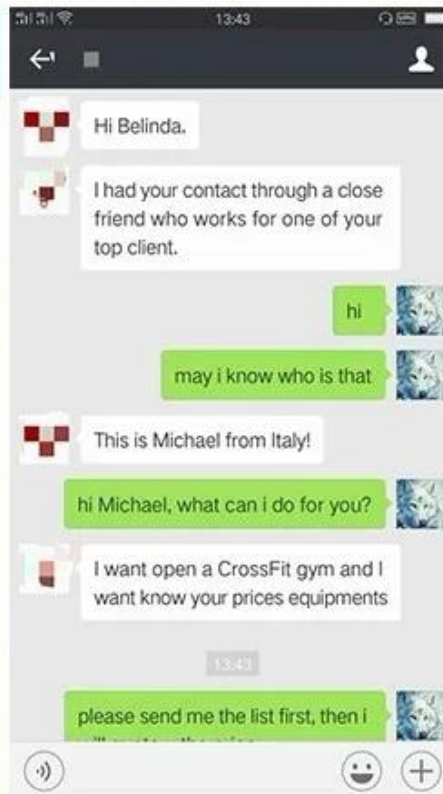 13:43
Hi Belinda.
I had your contact through a close
friend who works for one of your
top client.
hi
may i know who is that
This is Michael from Italy!
hi Michael, what can i do for you?
I want open a CrossFit gym and I
want know your prices equipments
13:43
please send me the list first, then i